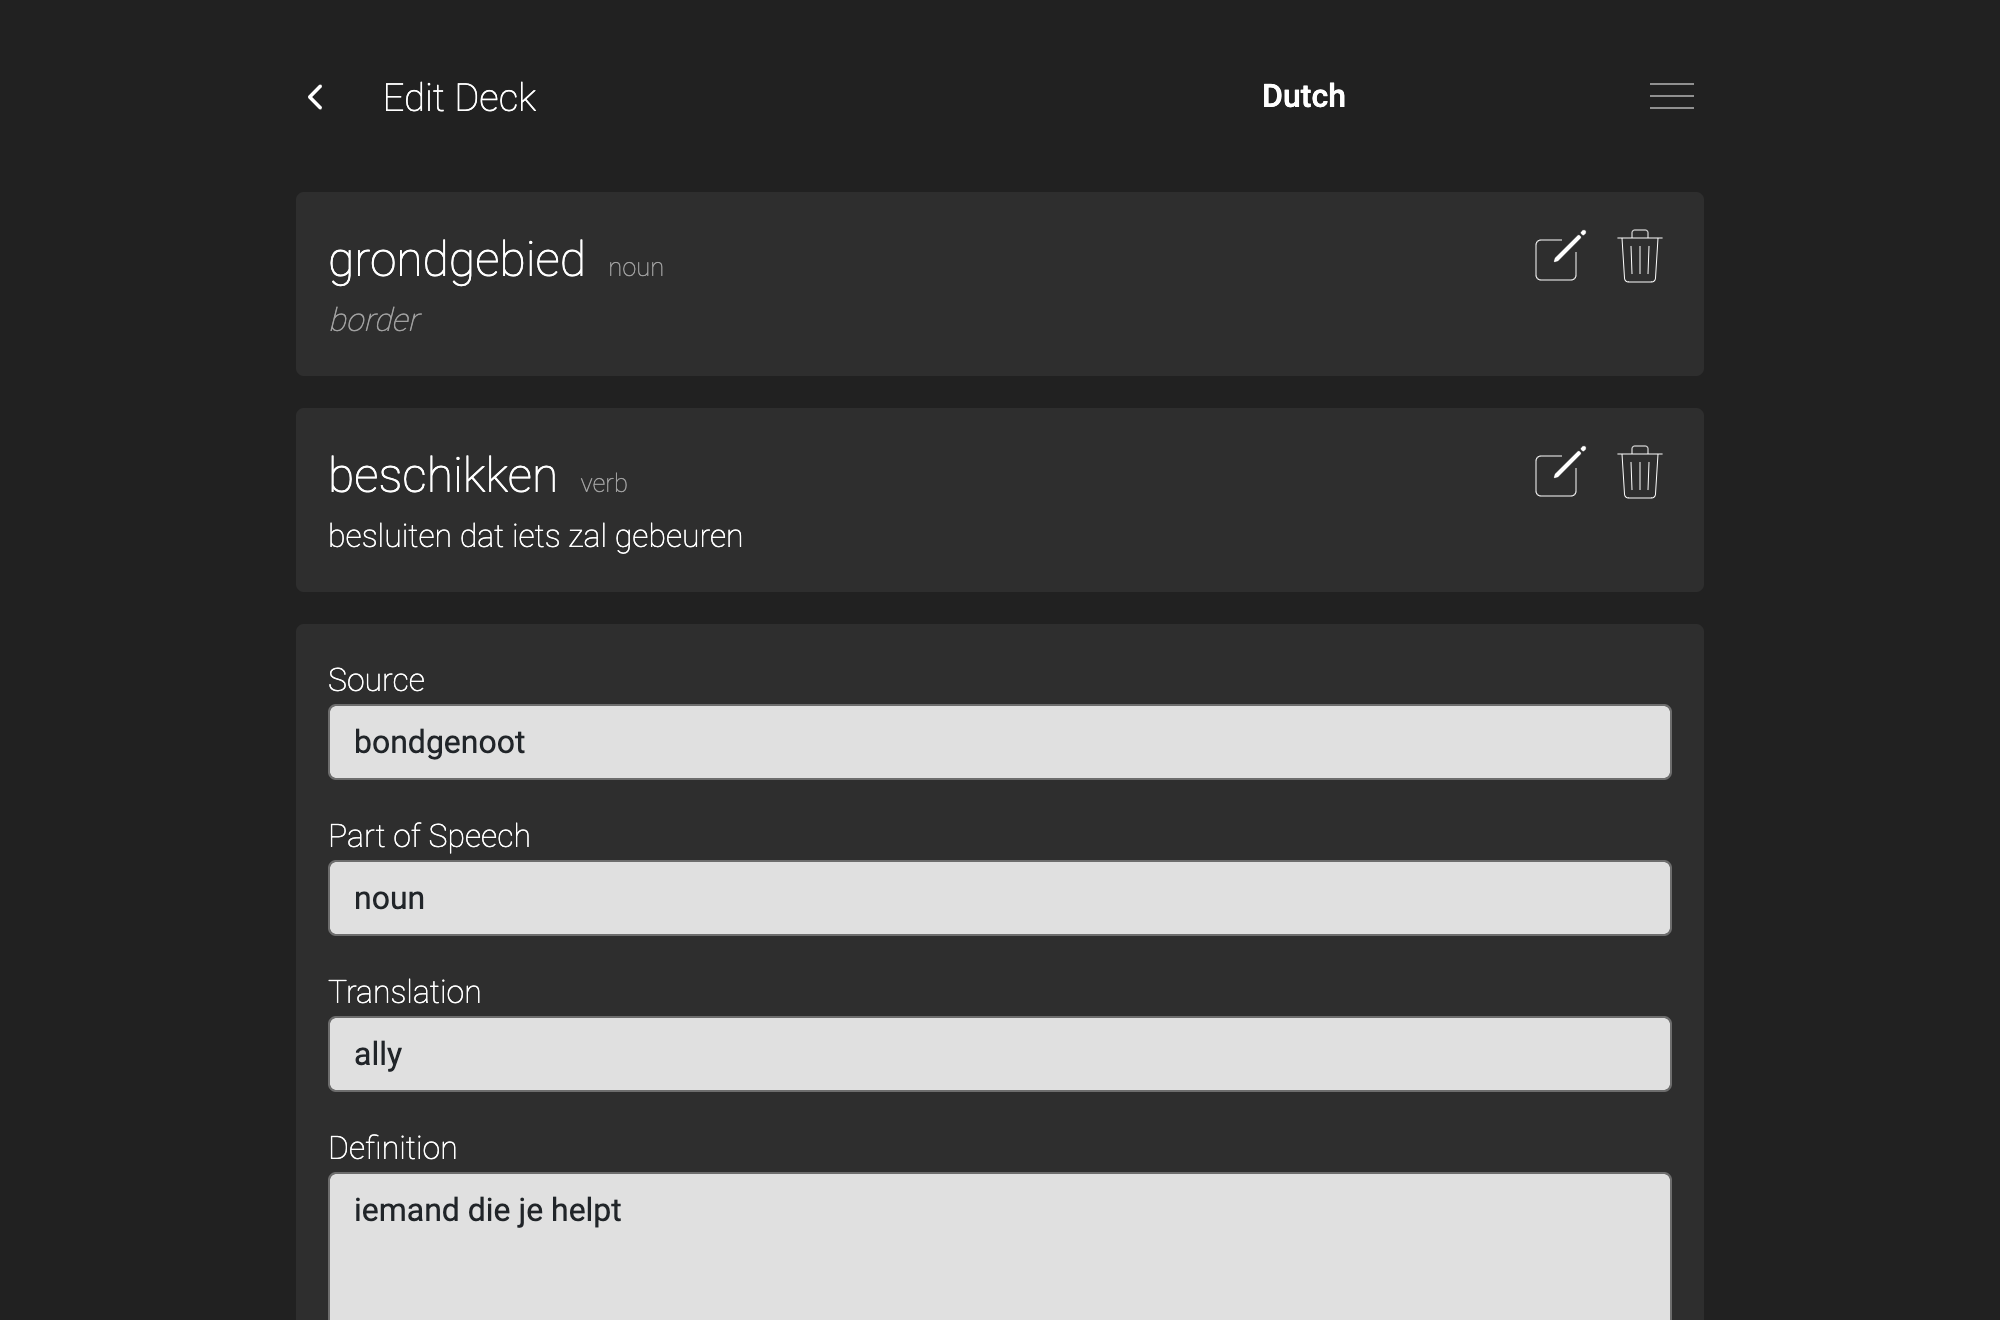 Edit Deck
Dutch
grondgebied noun
border
beschikken verb
besluiten dat iets zal gebeuren
Source
bondgenoot
Part of Speech
noun
Translation
ally
Definition
iemand die je helpt